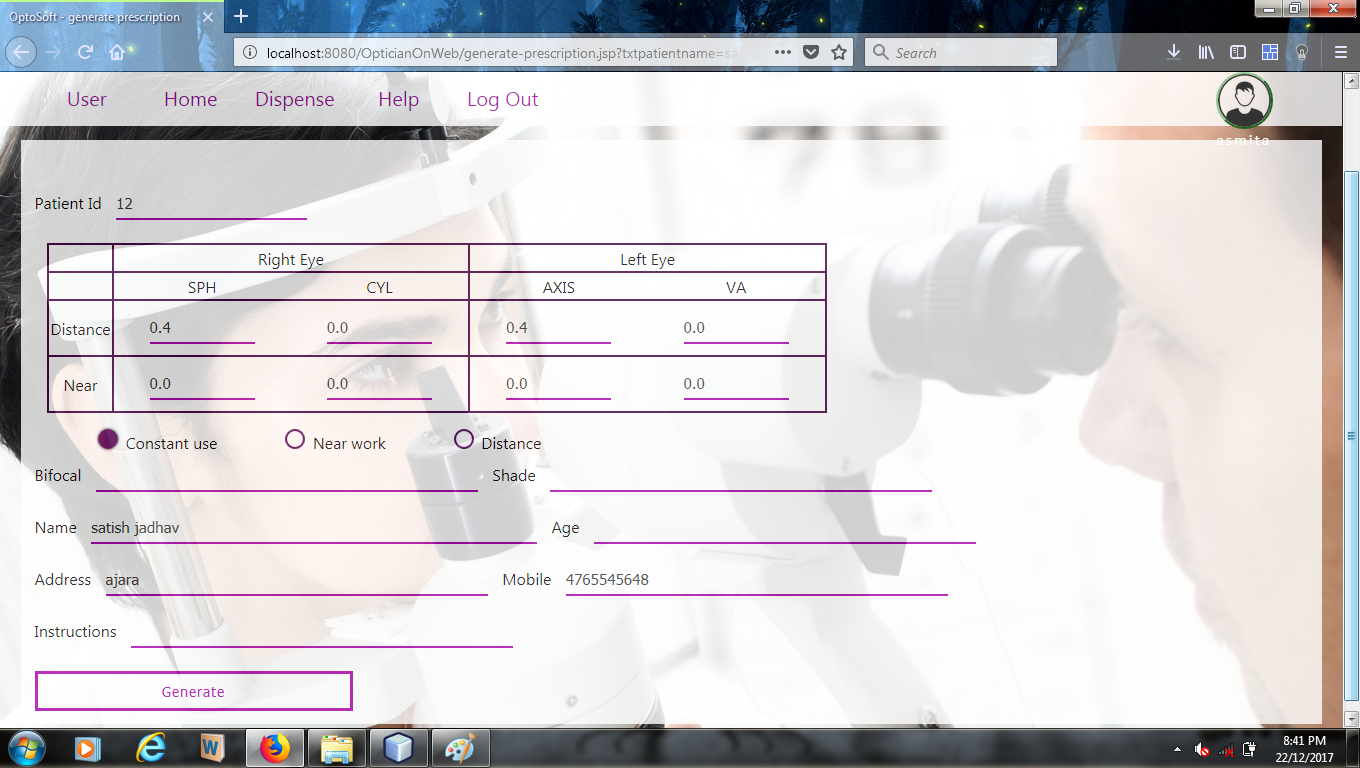 OptoSoft - generate prescription
localhost:8080/OpticianOnWeb/generate-prescription.jsp?txtpatientname=sa
Search
User Home Dispense Help Log Out
asmita
78
Patient Id 12
Right Eye Left Eye
SPH CYL AXIS VA
Distance 0.4 0.0 0.4 0.0
Near 0.0 0.0 0.0 0.0
Constant use Near work Distance
Bifocal Shade
Name satish jadhav Age
Address ajara Mobile 4765545648
Instructions
Generate
8:41 PM
22/12/2017